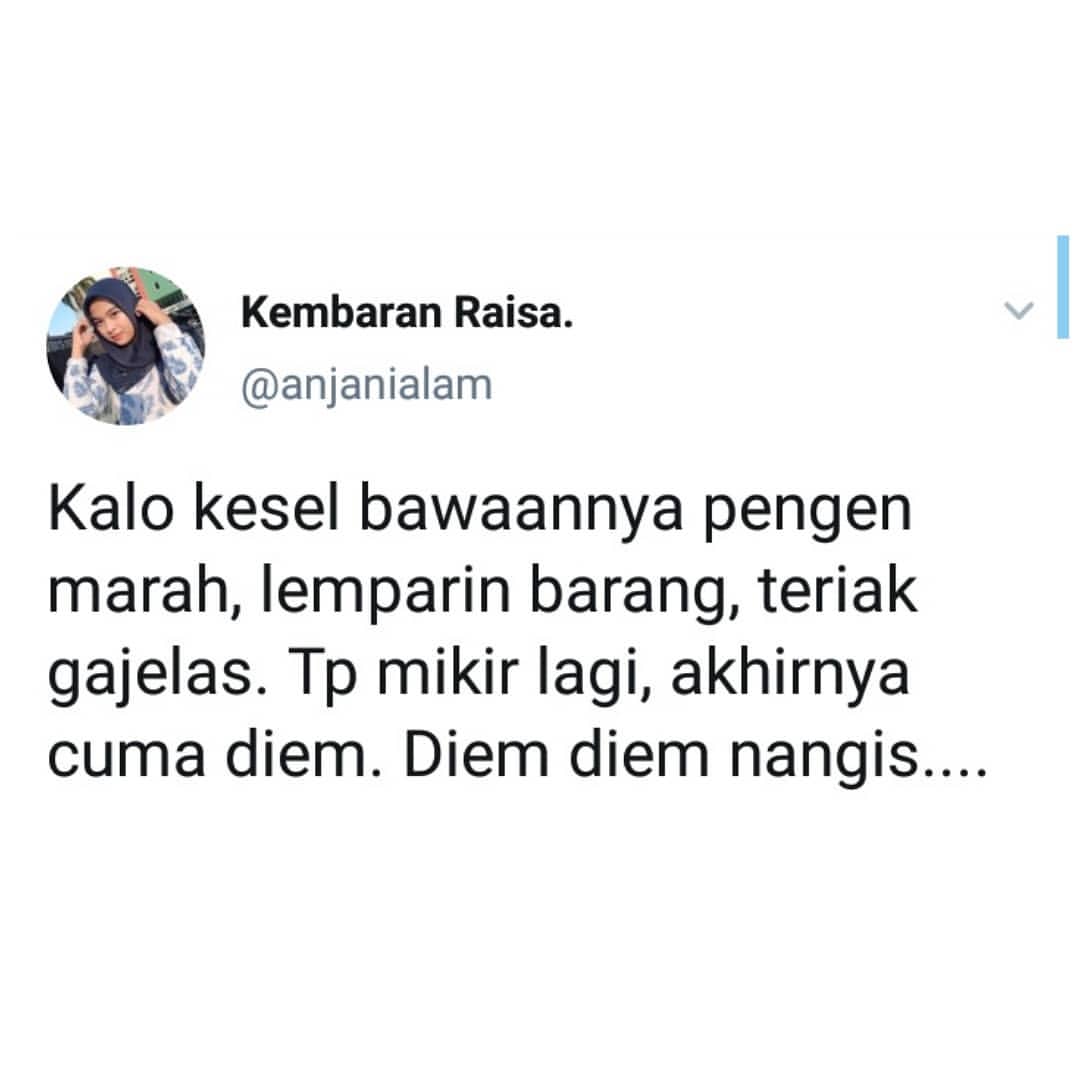 Kembaran Raisa.
@anjanialam
Kalo kesel bawaannya pengen
marah, lemparin barang, teriak
gajelas. Tp mikir lagi, akhirnya
cuma diem. Diem diem nangis....